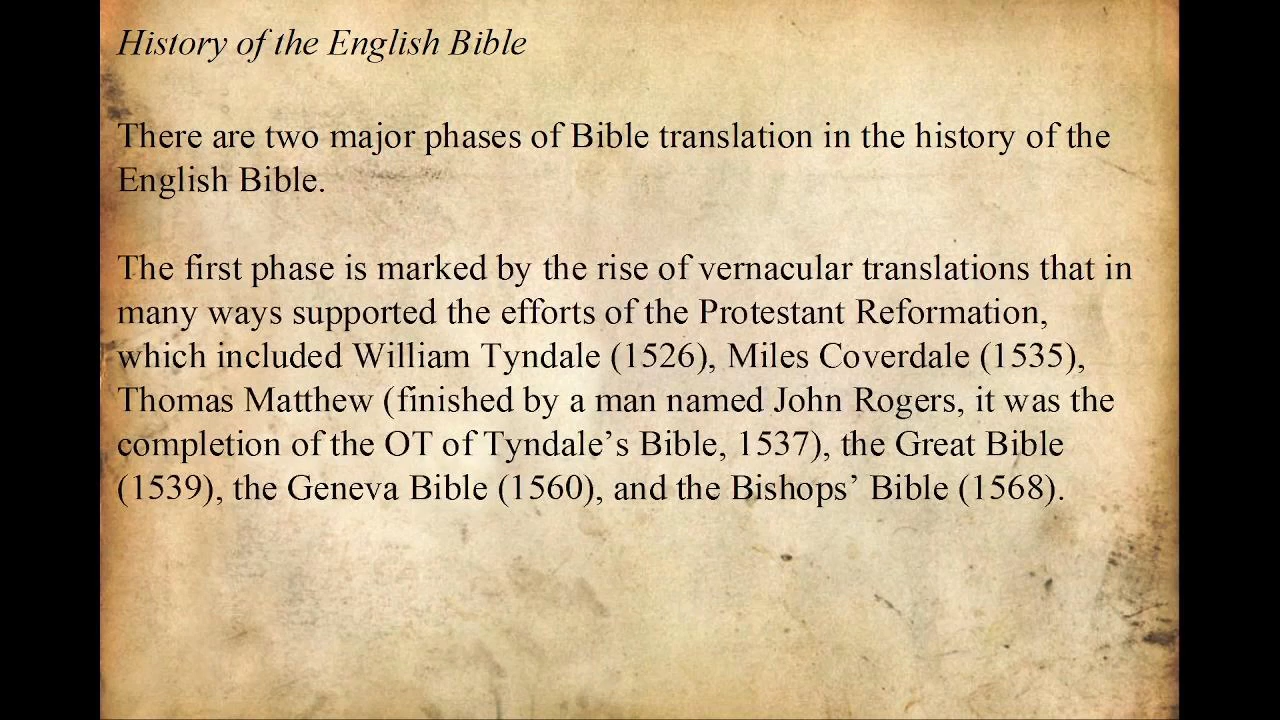 History of the English Bible
There are two major phases of Bible translation in the history of the
English Bible.
The first phase is marked by the rise of vernacular translations that in
many ways supported the efforts of the Protestant Reformation,
which included William Tyndale (1526), Miles Coverdale (1535),
Thomas Matthew (finished by a man named John Rogers, it was the
completion of the OT of Tyndale’s Bible, 1537), the Great Bible
(1539), the Geneva Bible (1560), and the Bishops’ Bible (1568).